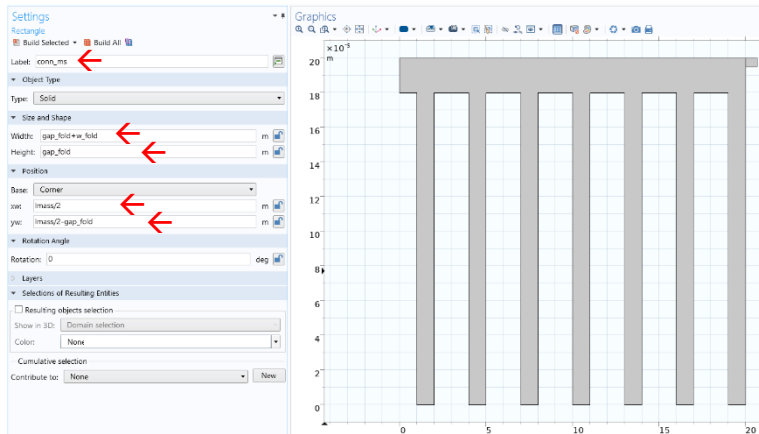 Settings
Rectangle
Build Selected
Build All
Label: conn_ms
Object Type
Type: Solid
Size and Shape
Width: gap_fold+w_fold m
Height: gap_fold m
Position
Base: Corner
xw: lmass/2 m
yw: lmass/2-gap_fold m
Rotation Angle
Rotation: 0 deg
Layers
Selections of Resulting Entities
Resulting objects selection
Show in 3D: Domain selection
Color: None
Cumulative selection
Contribute to: None New
Graphics
×10⁻³
m
20
18
16
14
12
10
8
6
4
2
0
0 5 10 15 20